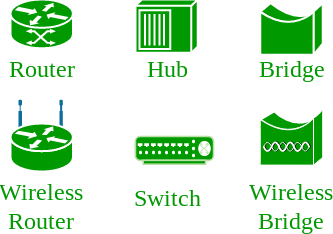 Router
Hub
Bridge
Wireless
Router
Switch
Wireless
Bridge